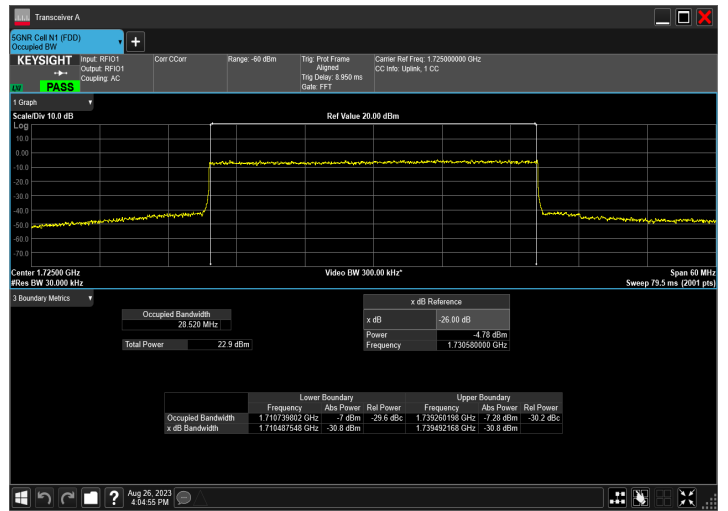 Transceiver A
5GNR Cell N1 (FDD)
Occupied BW
KEYSIGHT
LXI
PASS
Input: RFIO1
Output: RFIO1
Coupling: AC
Corr CCorr
Range: -60 dBm
Trig: Prot Frame
Aligned
Trig Delay: 8.950 ms
Gate: FFT
Carrier Ref Freq: 1.725000000 GHz
CC Info: Uplink, 1 CC
1 Graph
Scale/Div 10.0 dB
Ref Value 20.00 dBm
Log
10.0
0.00
-10.0
-20.0
-30.0
-40.0
-50.0
-60.0
-70.0
Center 1.72500 GHz
Video BW 300.00 kHz*
Span 60 MHz
#Res BW 30.000 kHz
Sweep 79.5 ms (2001 pts)
3 Boundary Metrics
Occupied Bandwidth
28.520 MHz
Total Power 22.9 dBm
x dB Reference
x dB -26.00 dB
Power -4.78 dBm
Frequency 1.730580000 GHz
Lower Boundary Upper Boundary
Frequency Abs Power Rel Power Frequency Abs Power Rel Power
Occupied Bandwidth 1.710739802 GHz -7 dBm -29.6 dBc 1.739260198 GHz -7.28 dBm -30.2 dBc
x dB Bandwidth 1.710487548 GHz -30.8 dBm 1.739492168 GHz -30.8 dBm
?
Aug 26, 2023
4:04:55 PM